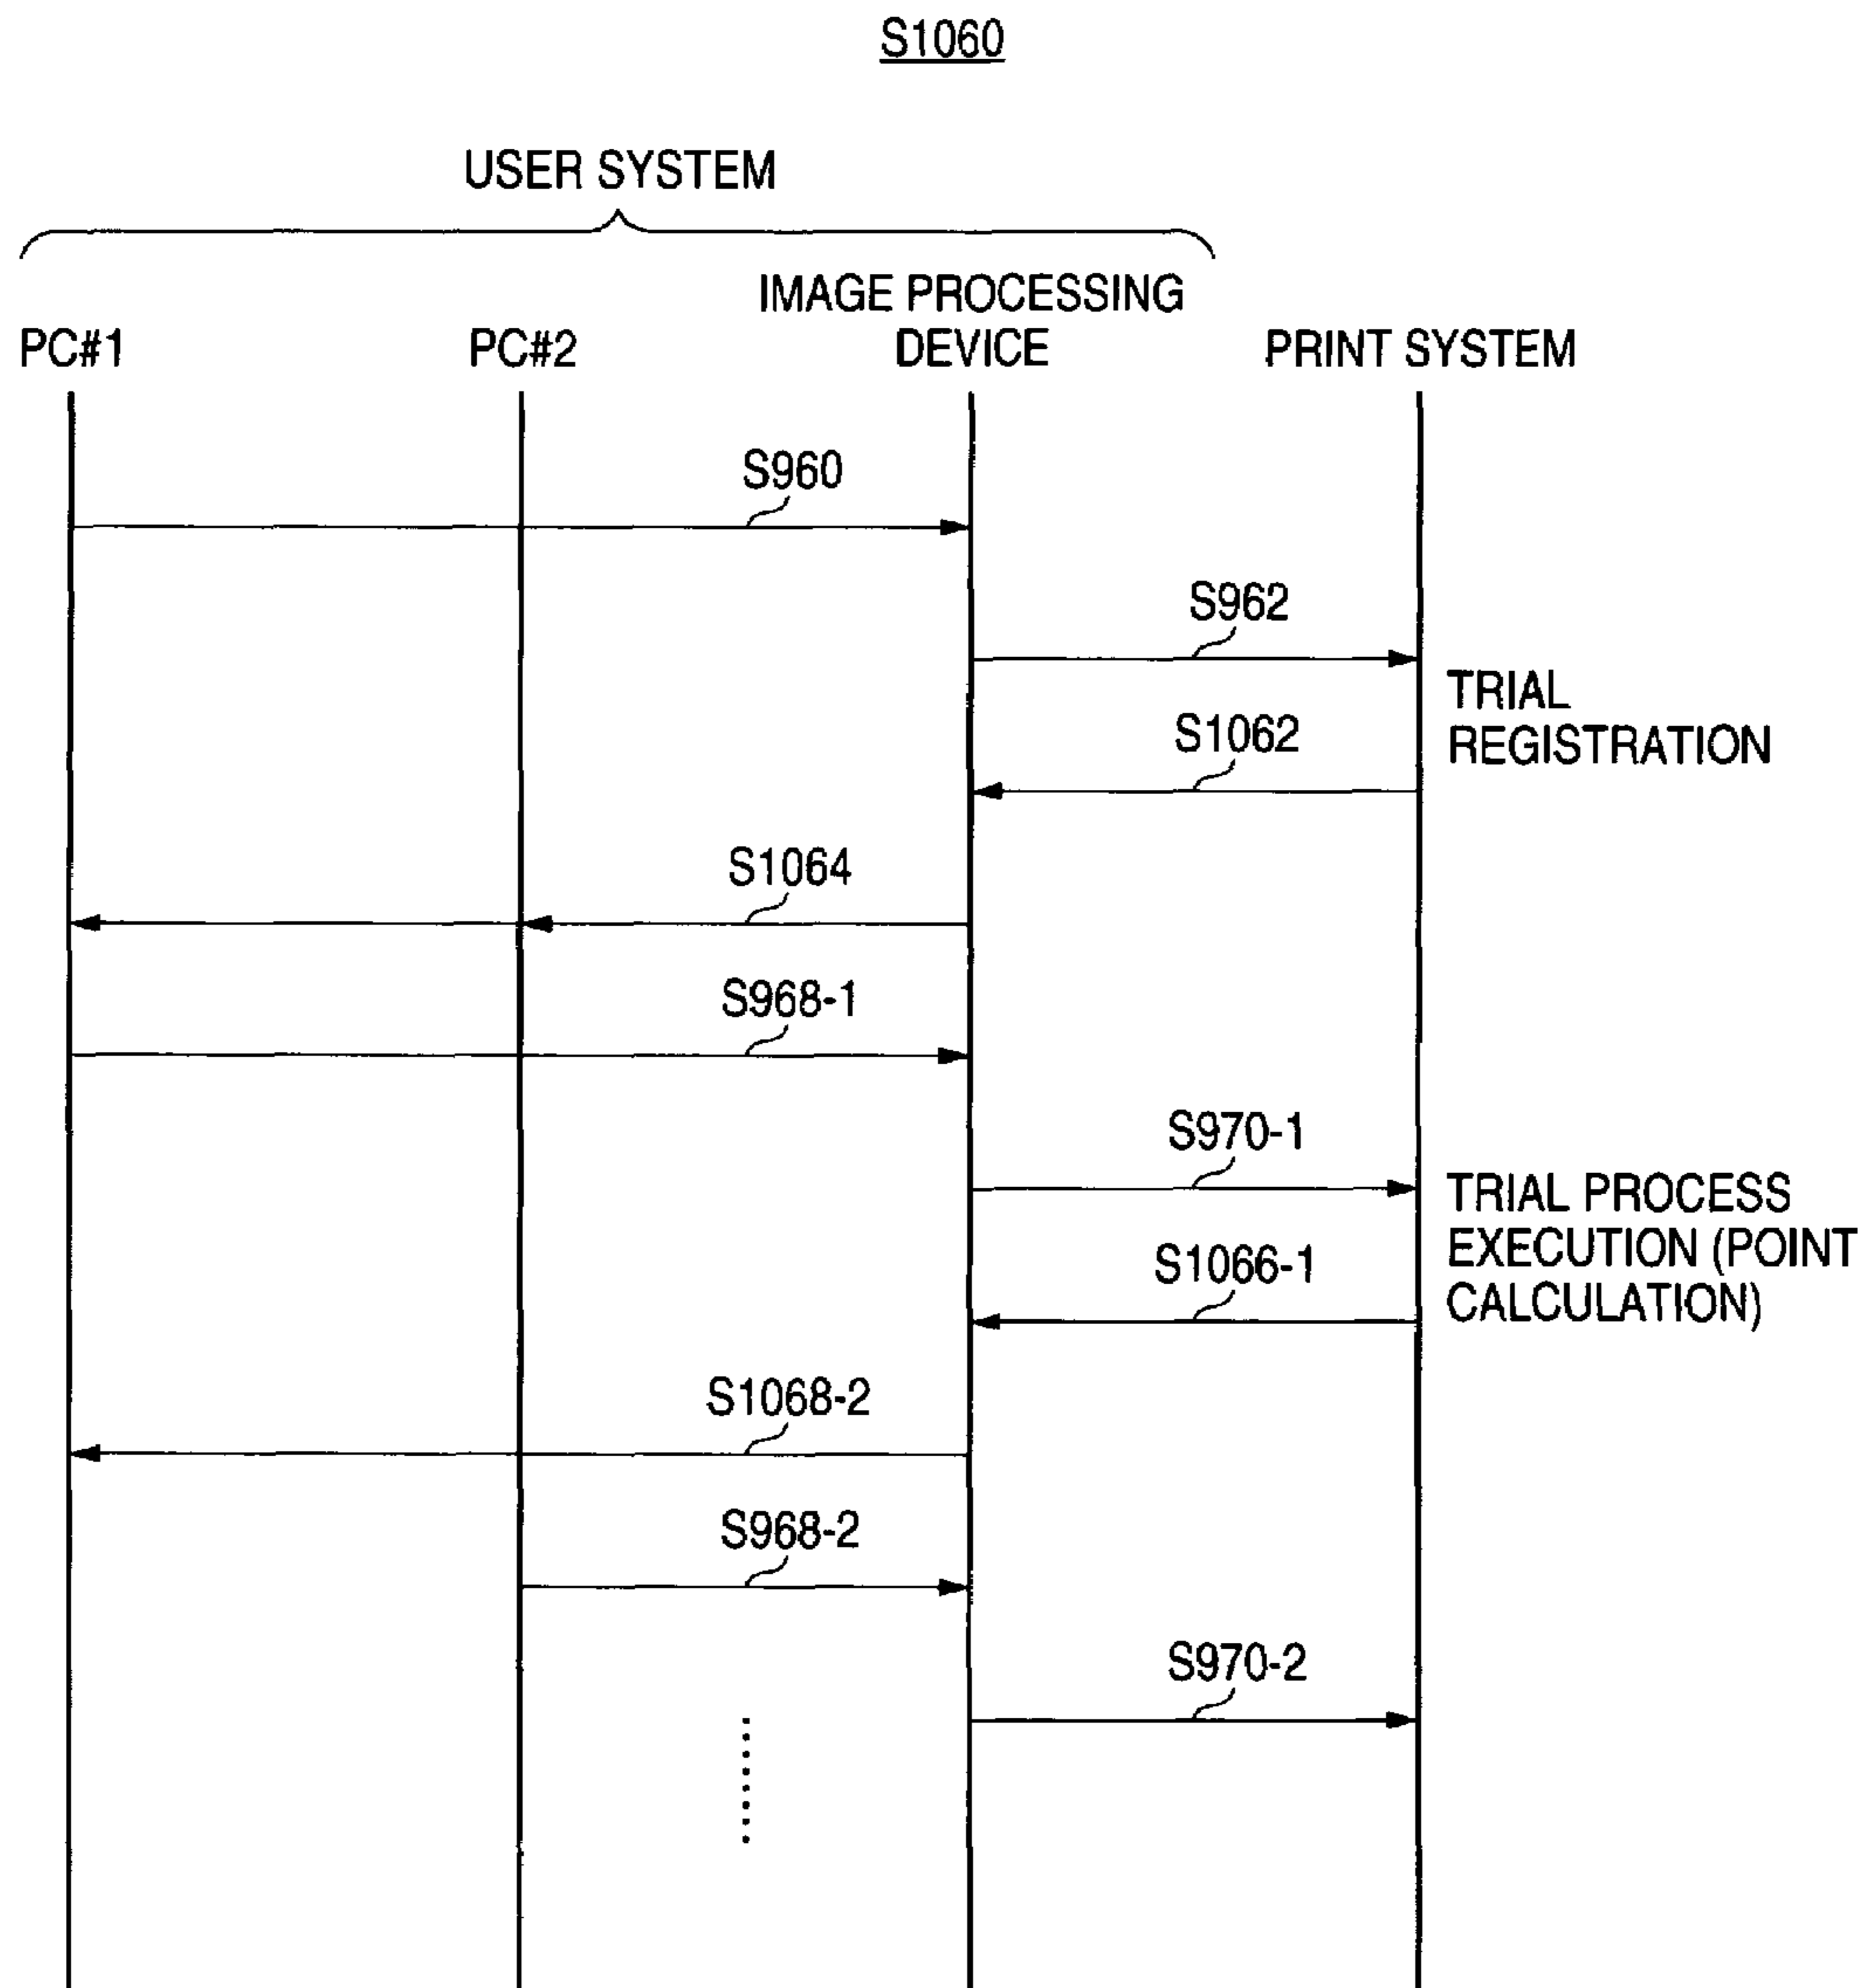 S1060
USER SYSTEM
PC#1
PC#2
IMAGE PROCESSING
DEVICE
PRINT SYSTEM
S960
S962
TRIAL
REGISTRATION
S1062
S1064
S968-1
S970-1
TRIAL PROCESS
EXECUTION (POINT
CALCULATION)
S1066-1
S1068-2
S968-2
S970-2